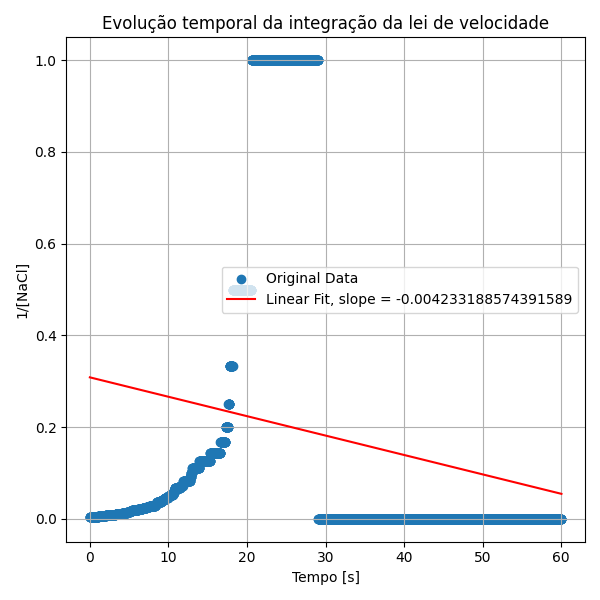 Evolução temporal da integração da lei de velocidade
1.0
0.8
0.6
0.4
0.2
0.0
1/[NaCl]
Original Data
Linear Fit, slope = -0.004233188574391589
0 10 20 30 40 50 60
Tempo [s]